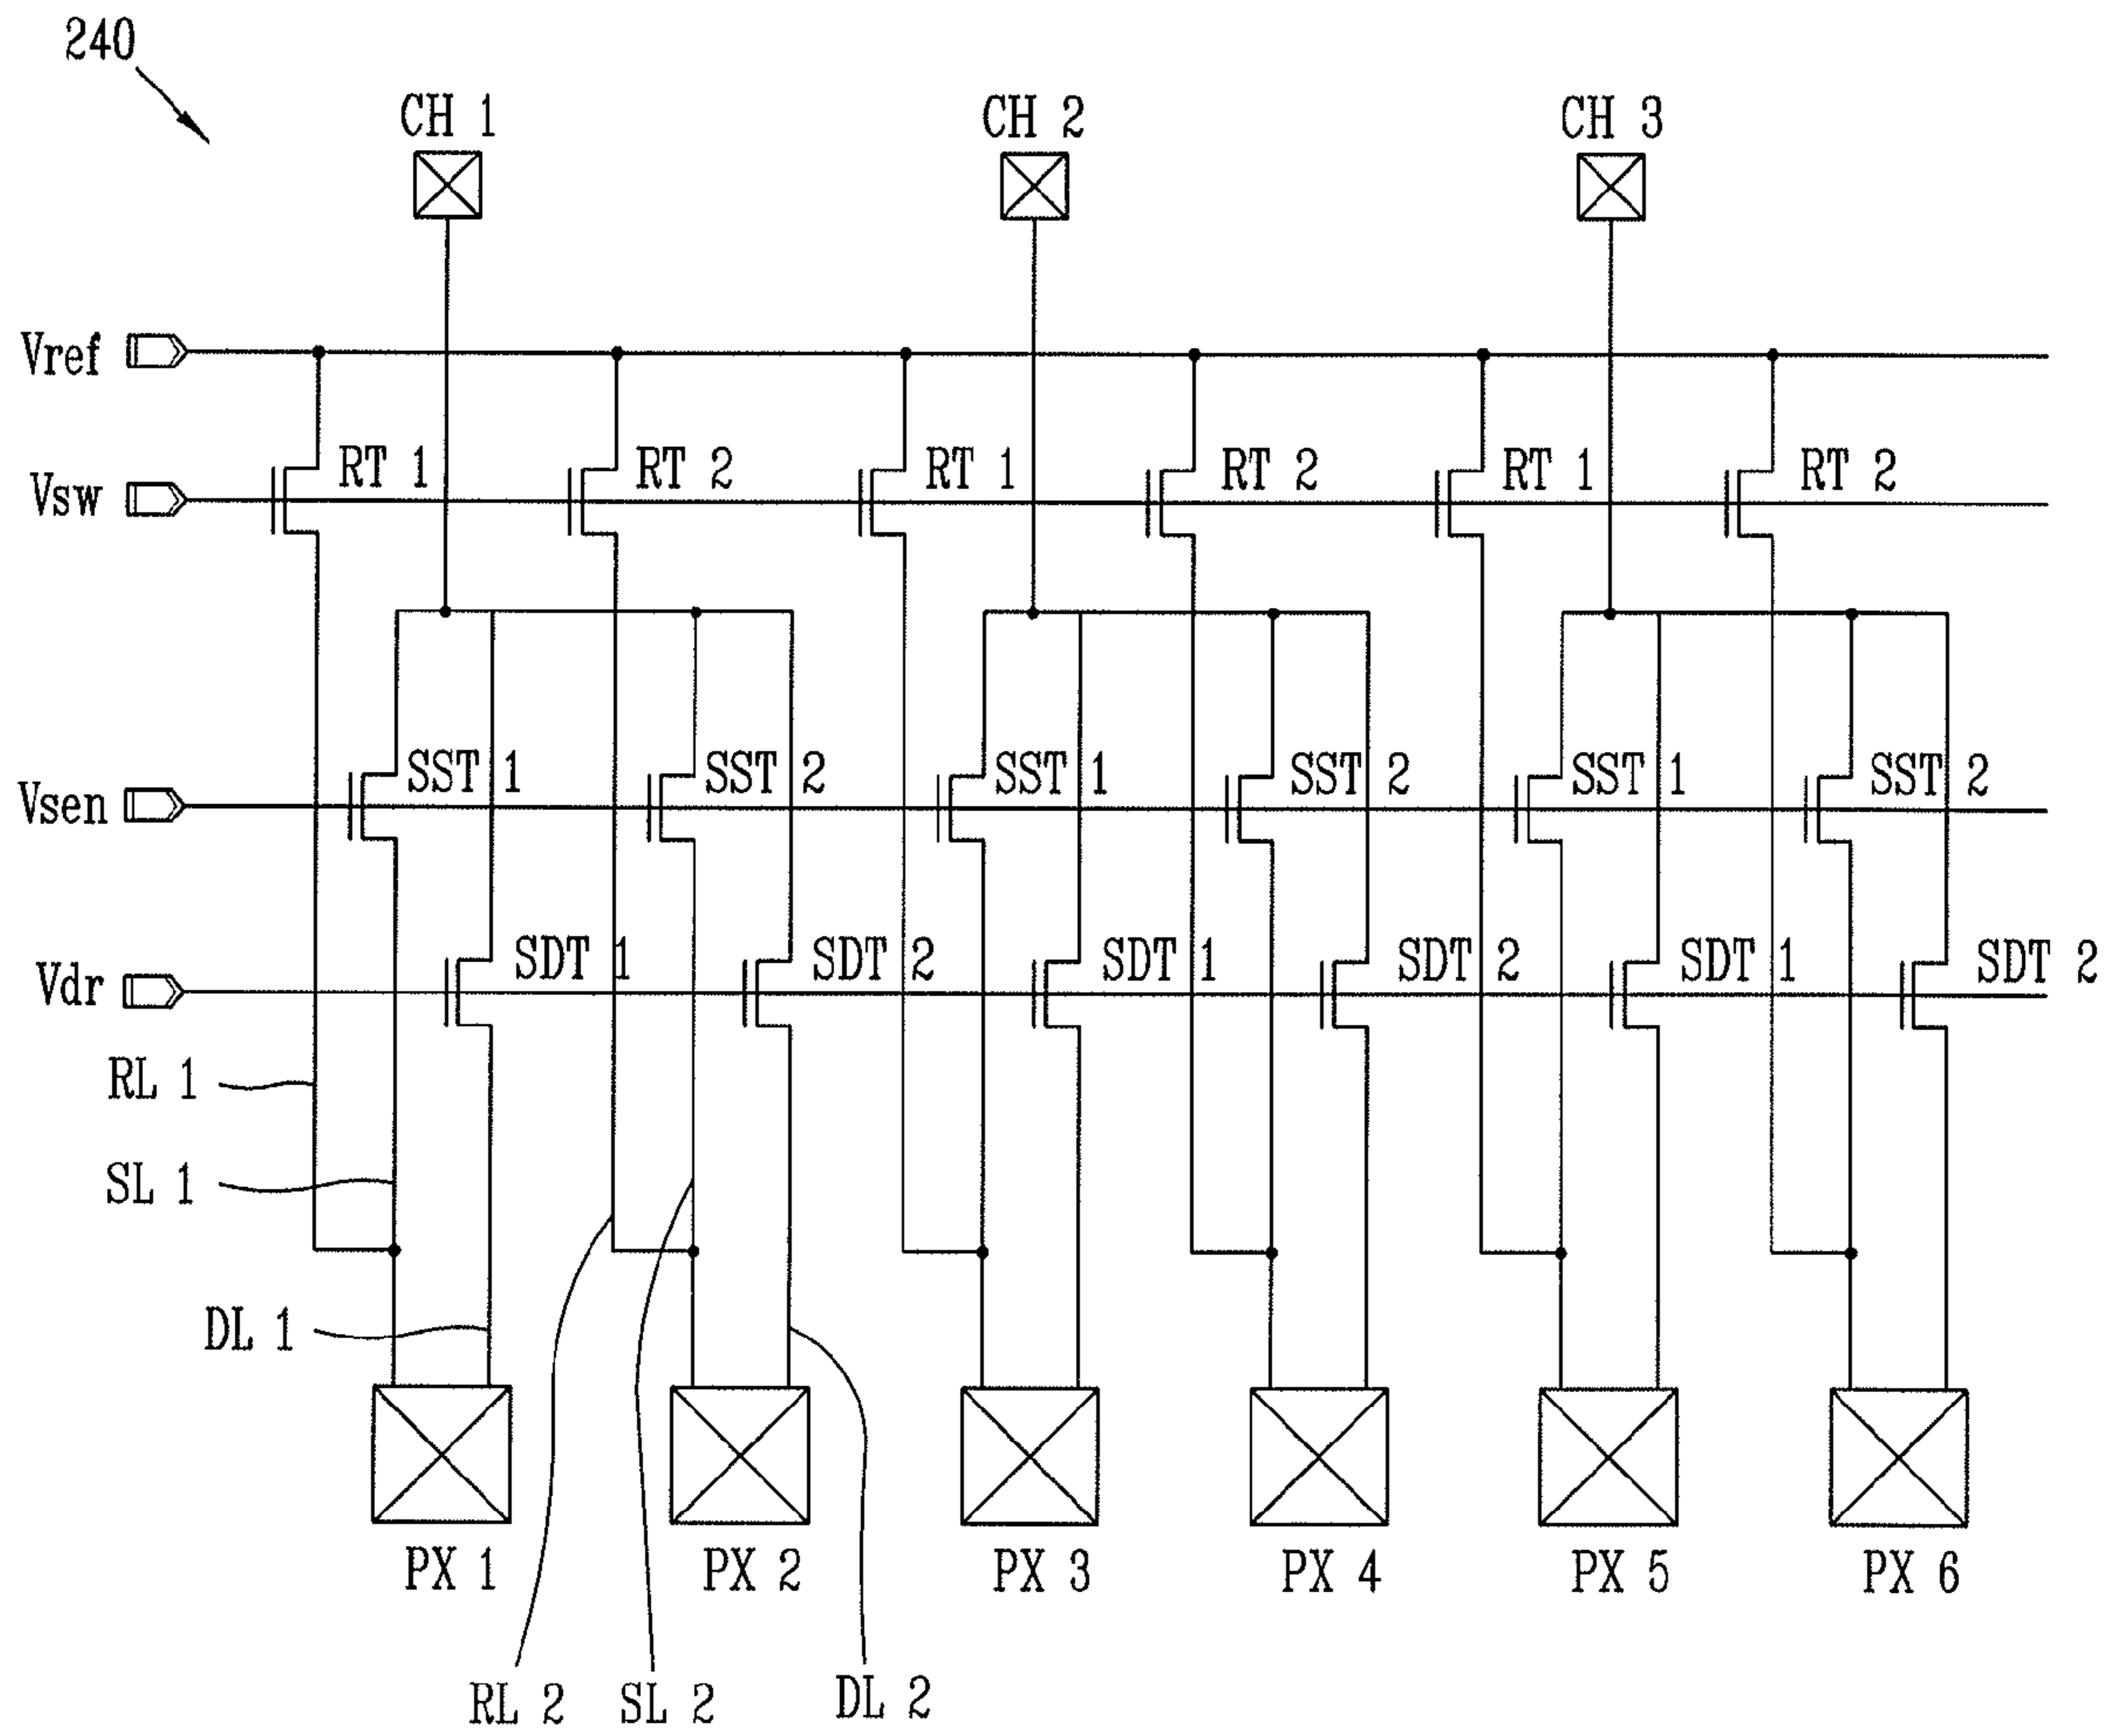 240
CH 1 CH 2 CH 3
Vref
Vsw RT 1 RT 2 RT 1 RT 2 RT 1 RT 2
Vsen SST 1 SST 2 SST 1 SST 2 SST 1 SST 2
Vdr SDT 1 SDT 2 SDT 1 SDT 2 SDT 1 SDT 2
RL 1
SL 1
DL 1
PX 1 PX 2 PX 3 PX 4 PX 5 PX 6
RL 2 SL 2 DL 2